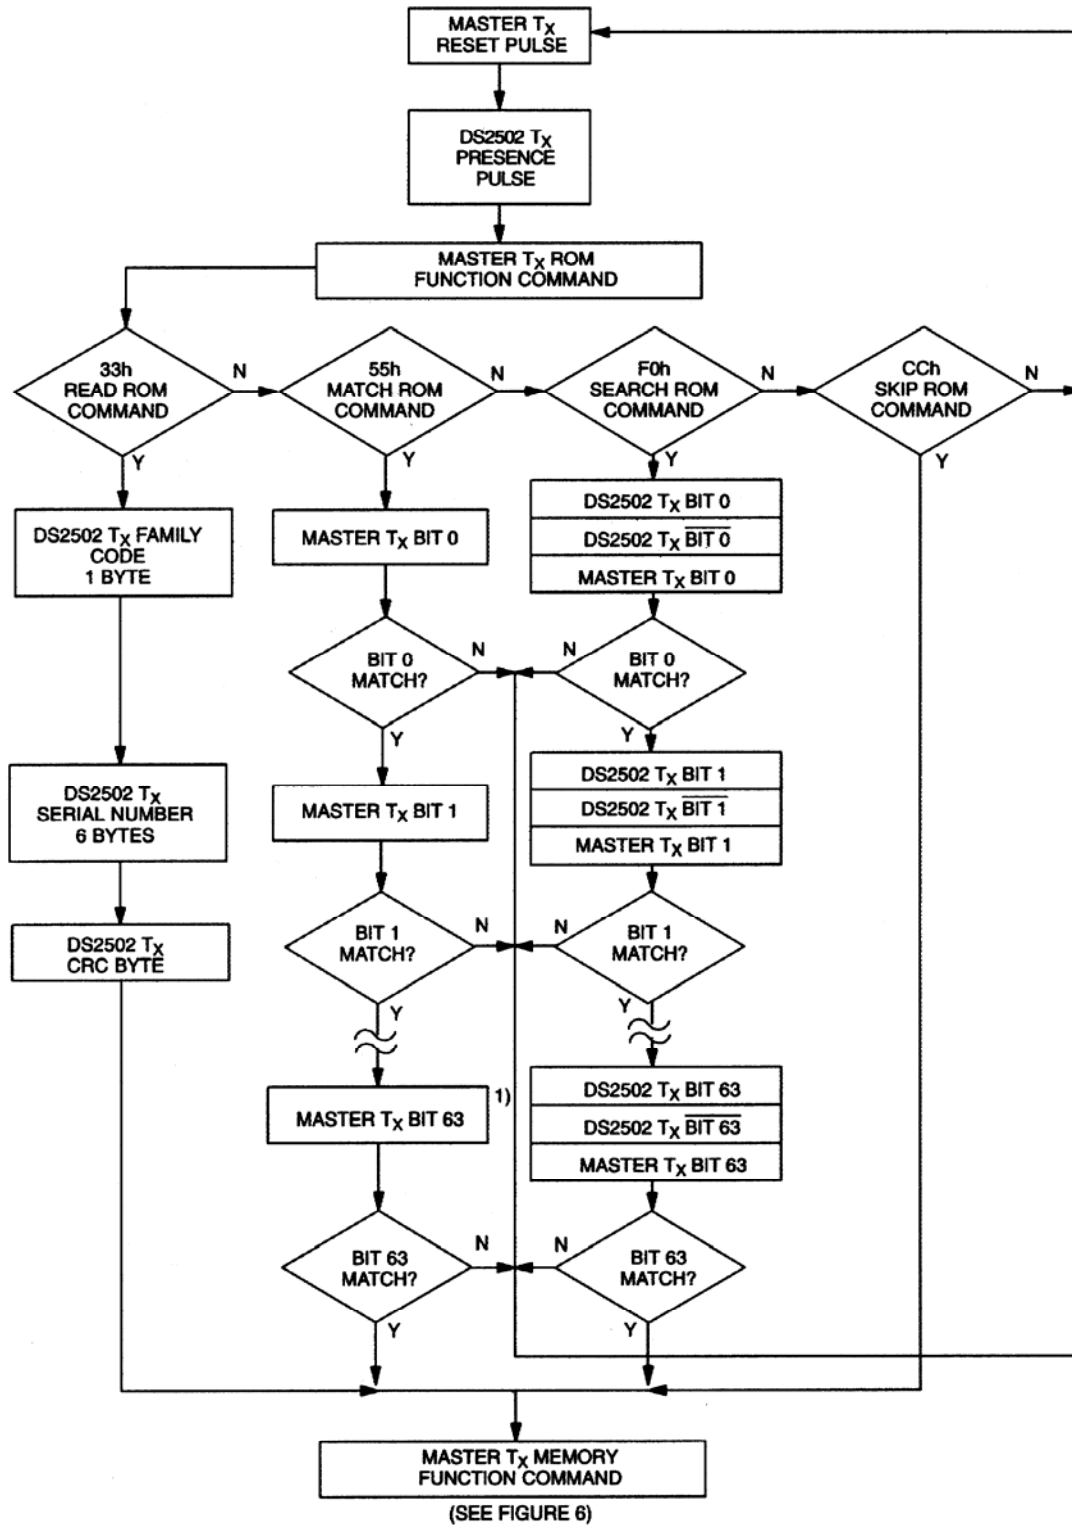 MASTER TX
RESET PULSE
DS2502 TX
PRESENCE
PULSE
MASTER TX ROM
FUNCTION COMMAND
33h
READ ROM
COMMAND
N
Y
55h
MATCH ROM
COMMAND
N
Y
F0h
SEARCH ROM
COMMAND
N
Y
CCh
SKIP ROM
COMMAND
N
Y
DS2502 TX FAMILY
CODE
1 BYTE
DS2502 TX
SERIAL NUMBER
6 BYTES
DS2502 TX
CRC BYTE
MASTER TX BIT 0
BIT 0
MATCH?
N
Y
MASTER TX BIT 1
BIT 1
MATCH?
N
Y
MASTER TX BIT 63
1)
BIT 63
MATCH?
N
Y
DS2502 TX BIT 0
DS2502 TX BIT 0
MASTER TX BIT 0
BIT 0
MATCH?
N
Y
DS2502 TX BIT 1
DS2502 TX BIT 1
MASTER TX BIT 1
BIT 1
MATCH?
N
Y
DS2502 TX BIT 63
DS2502 TX BIT 63
MASTER TX BIT 63
BIT 63
MATCH?
N
Y
MASTER TX MEMORY
FUNCTION COMMAND
(SEE FIGURE 6)